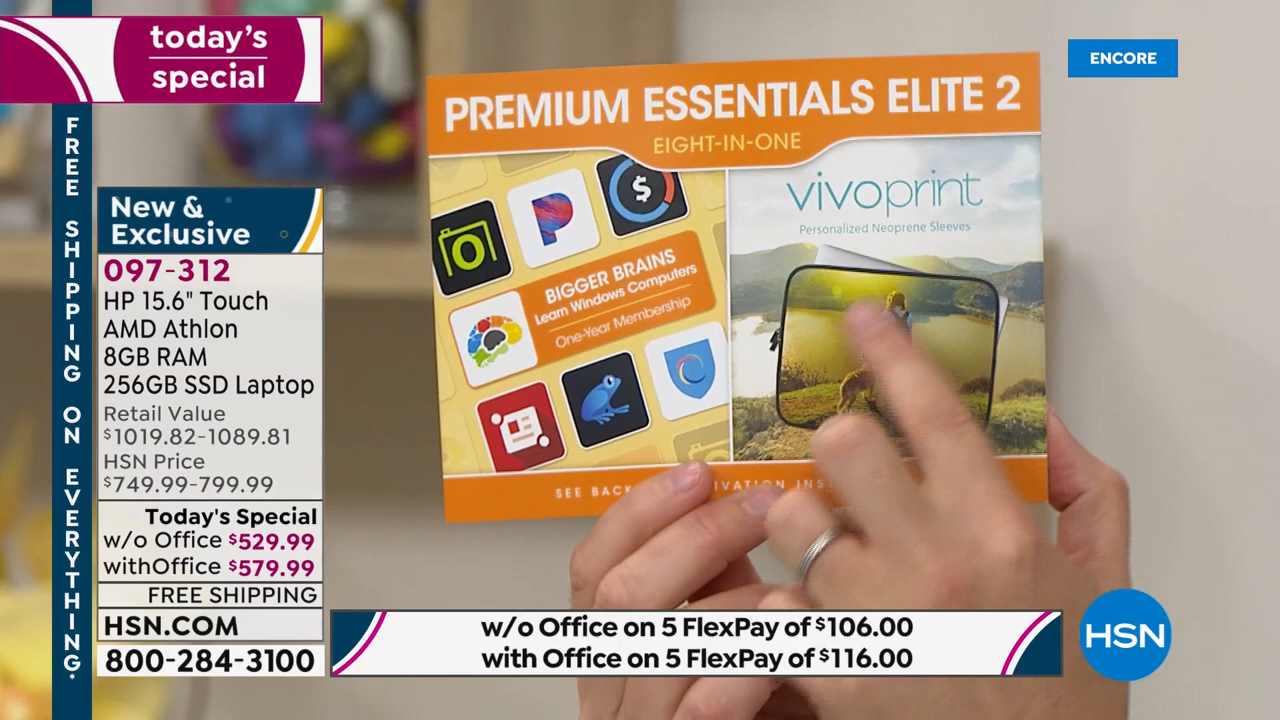 today's
special
ENCORE
FREE SHIPPING ON EVERYTHING.*
New &
Exclusive
097-312
HP 15.6" Touch
AMD Athlon
8GB RAM
256GB SSD Laptop
Retail Value
$1019.82-1089.81
HSN Price
$749.99-799.99
Today's Special
w/o Office $529.99
withOffice $579.99
FREE SHIPPING
HSN.COM
800-284-3100
PREMIUM ESSENTIALS ELITE 2
EIGHT-IN-ONE
BIGGER BRAINS
Learn Windows Computers
One-Year Membership
vivoprint
Personalized Neoprene Sleeves
SEE BACK
w/o Office on 5 FlexPay of $106.00
with Office on 5 FlexPay of $116.00
HSN